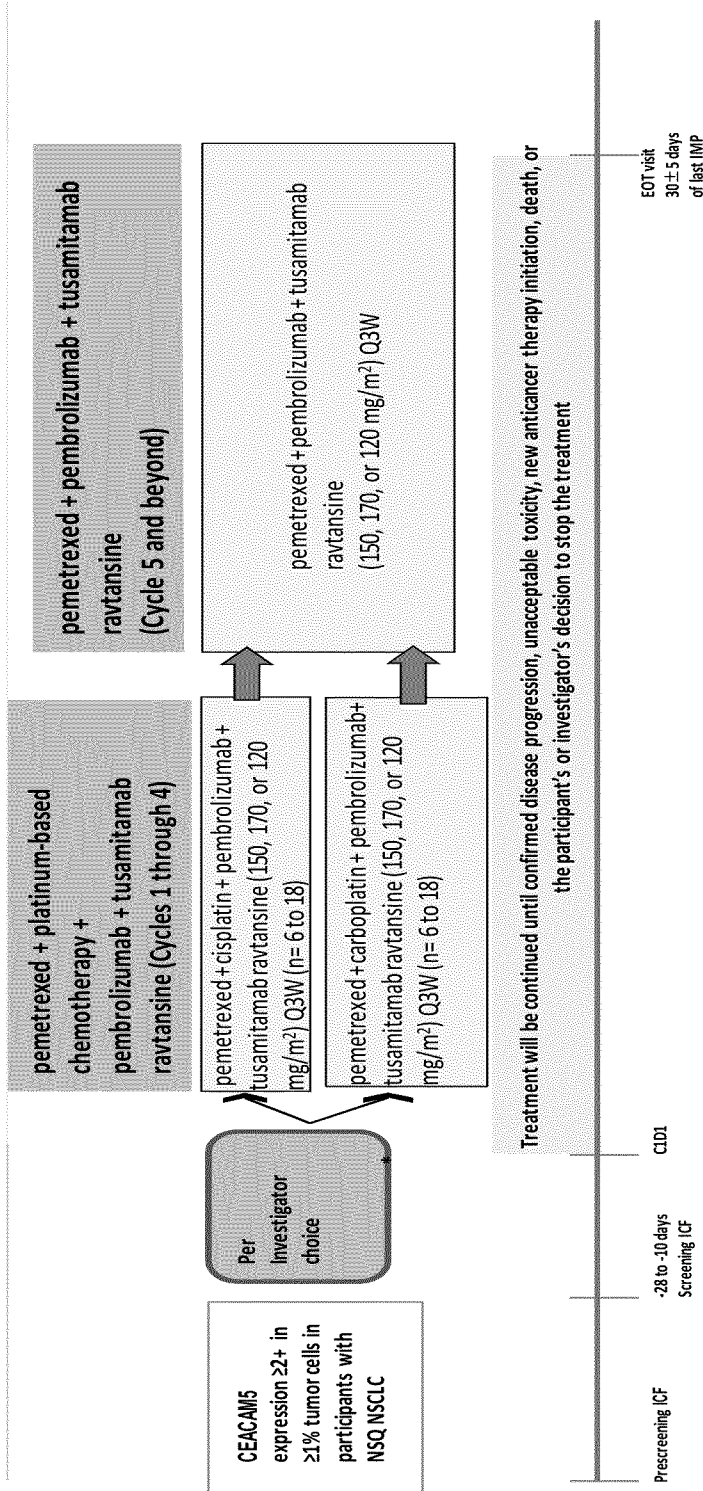 pemetrexed + platinum-based
chemotherapy +
pembrolizumab + tusamitamab
ravtansine (Cycles 1 through 4)
pemetrexed + pembrolizumab + tusamitamab
ravtansine
(Cycle 5 and beyond)
CEACAM5
expression ≥2+ in
≥1% tumor cells in
participants with
NSQ NSCLC
Per
Investigator
choice
*
pemetrexed + cisplatin + pembrolizumab +
tusamitamab ravtansine (150, 170, or 120
mg/m²) Q3W (n= 6 to 18)
pemetrexed + carboplatin + pembrolizumab+
tusamitamab ravtansine (150, 170, or 120
mg/m²) Q3W (n= 6 to 18)
pemetrexed + pembrolizumab + tusamitamab
ravtansine
(150, 170, or 120 mg/m²) Q3W
Treatment will be continued until confirmed disease progression, unacceptable toxicity, new anticancer therapy initiation, death, or
the participant's or investigator's decision to stop the treatment
Prescreening ICF
-28 to -10 days
Screening ICF
C1D1
EOT visit
30 ± 5 days
of last IMP